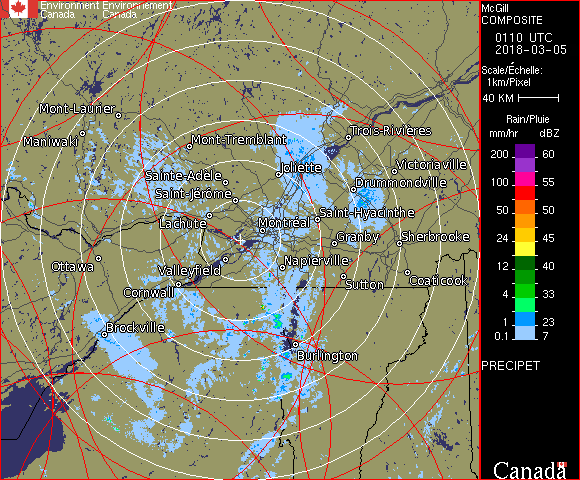 Environment Environnement
Canada Canada
McGill
COMPOSITE
0110 UTC
2018-03-05
Scale/Échelle:
1km/Pixel
40 KM
Rain/Pluie
mm/hr dBZ
200 60
100 55
50 50
24 45
12 40
4 33
1 23
0.1 7
PRECIPET
Canada
Mont-Laurier
Maniwaki
Mont-Tremblant
Trois-Rivières
Sainte-Adèle
Joliette
Victoriaville
Saint-Jérôme
Drummondville
Lachute
Montréal
Saint-Hyacinthe
Granby
Sherbrooke
Ottawa
Valleyfield
Napierville
Cornwall
Sutton
Coaticook
Brockville
Burlington